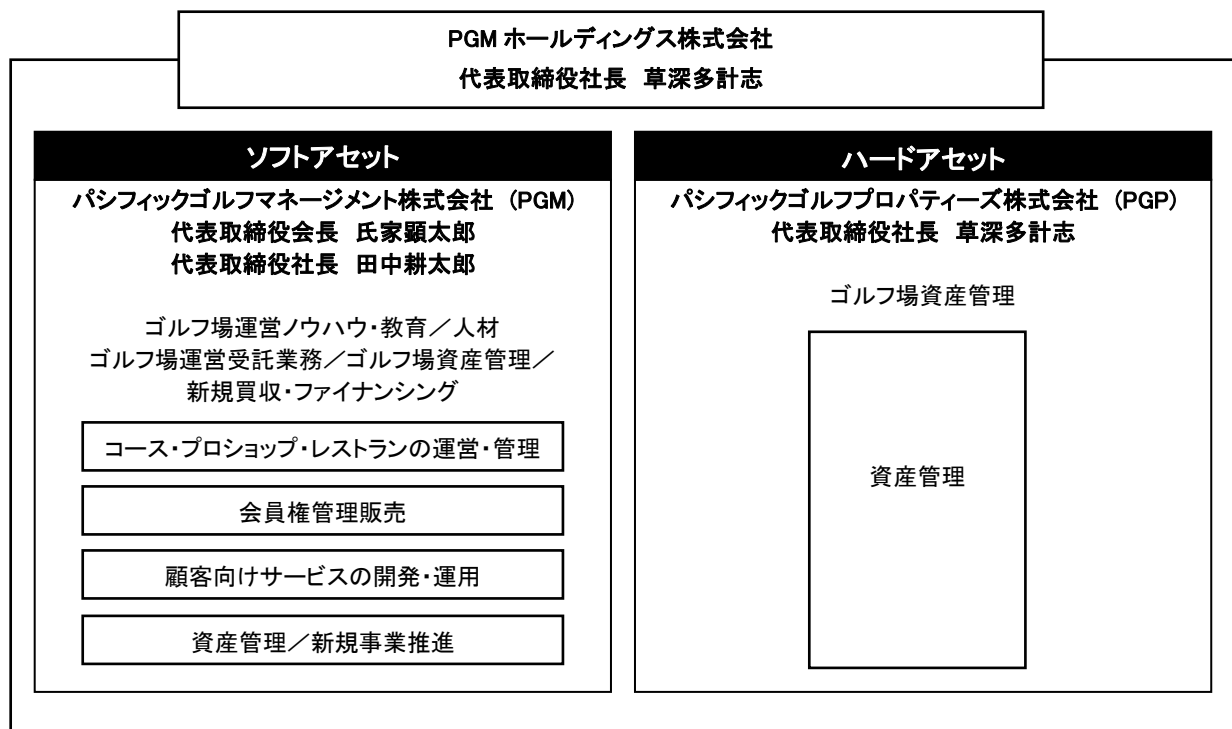 PGM ホールディングス株式会社
代表取締役社長 草深多計志
ソフトアセット
パシフィックゴルフマネージメント株式会社 (PGM)
代表取締役会長 氏家顕太郎
代表取締役社長 田中耕太郎
ゴルフ場運営ノウハウ・教育／人材
ゴルフ場運営受託業務／ゴルフ場資産管理／
新規買収・ファイナンシング
コース・プロショップ・レストランの運営・管理
会員権管理販売
顧客向けサービスの開発・運用
資産管理／新規事業推進
ハードアセット
パシフィックゴルフプロパティーズ株式会社 (PGP)
代表取締役社長 草深多計志
ゴルフ場資産管理
資産管理